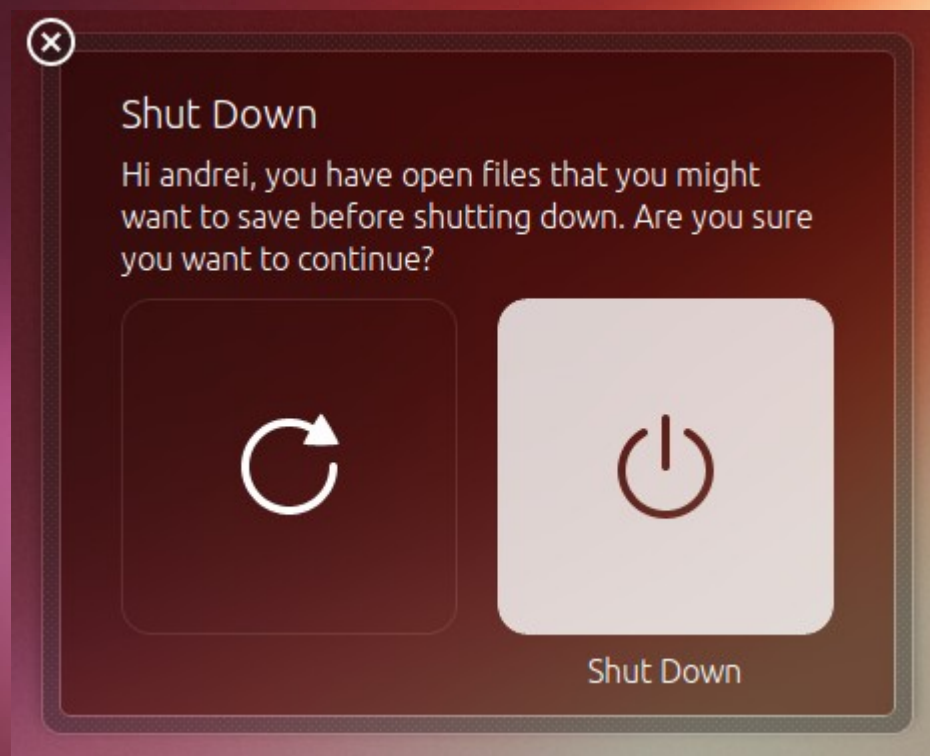 Shut Down
Hi andrei, you have open files that you might
want to save before shutting down. Are you sure
you want to continue?
Shut Down